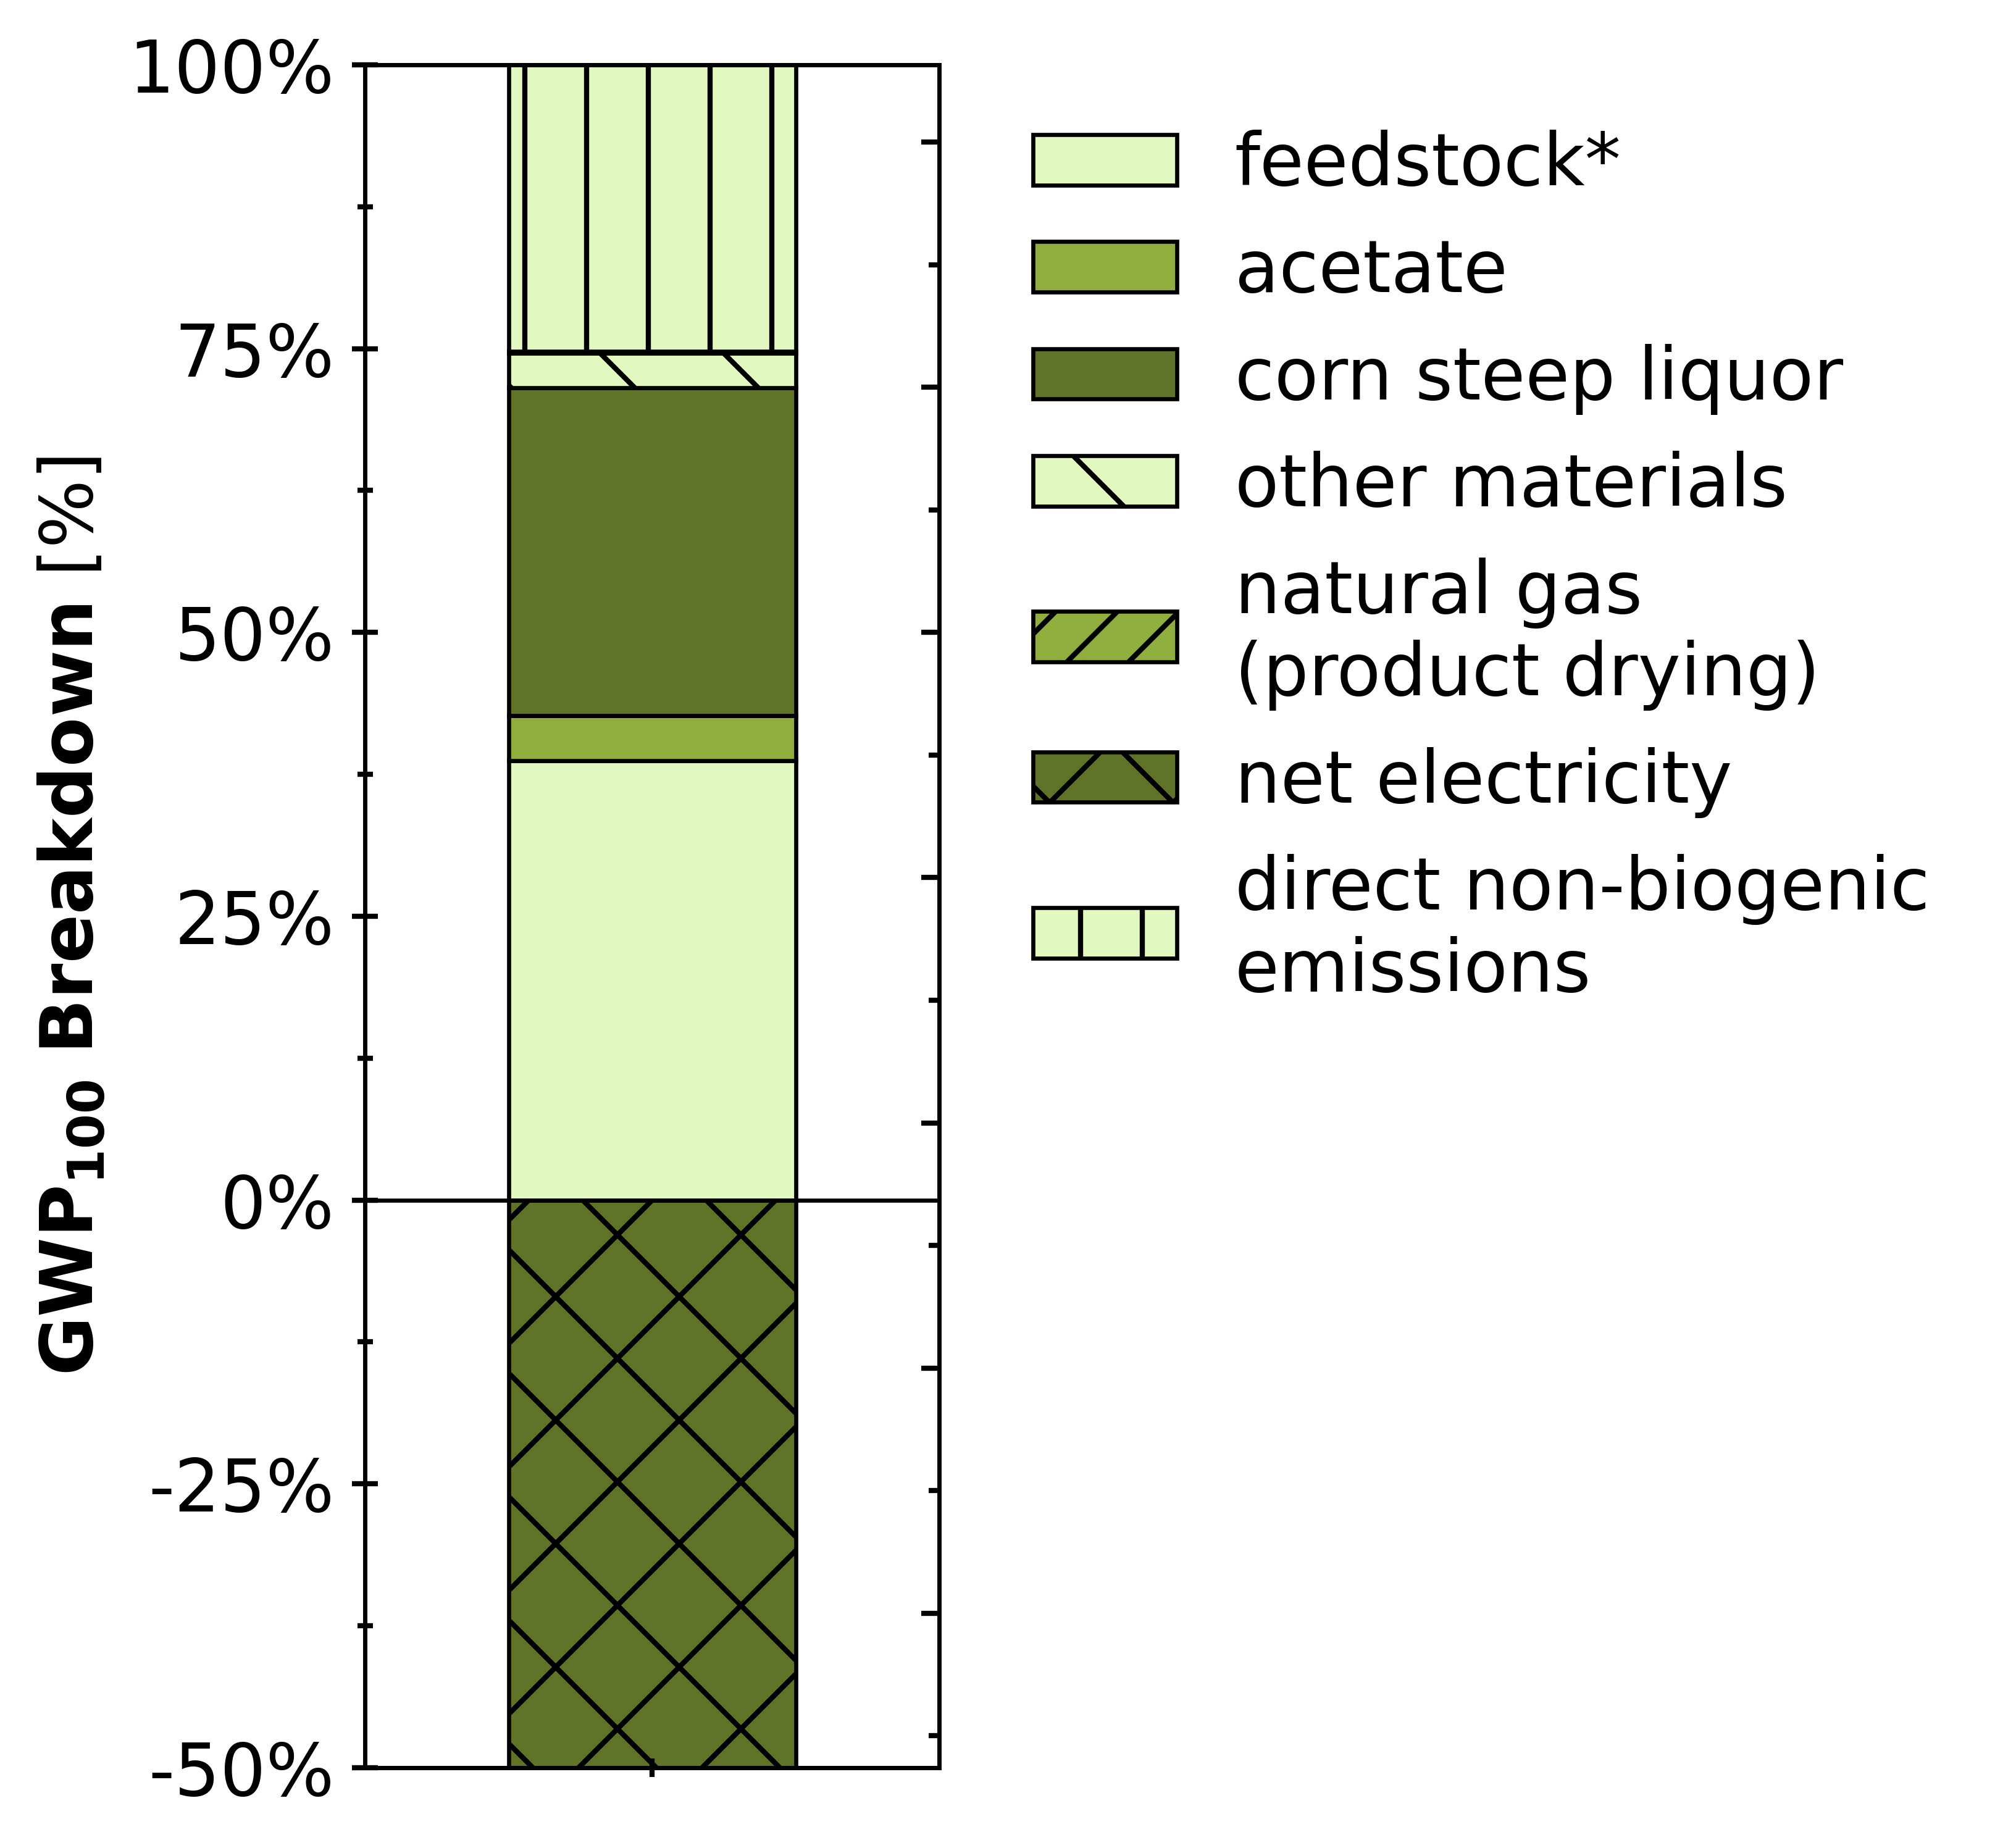 100%
75%
50%
25%
0%
-25%
-50%
GWP100 Breakdown [%]
feedstock*
acetate
corn steep liquor
other materials
natural gas
(product drying)
net electricity
direct non-biogenic
emissions